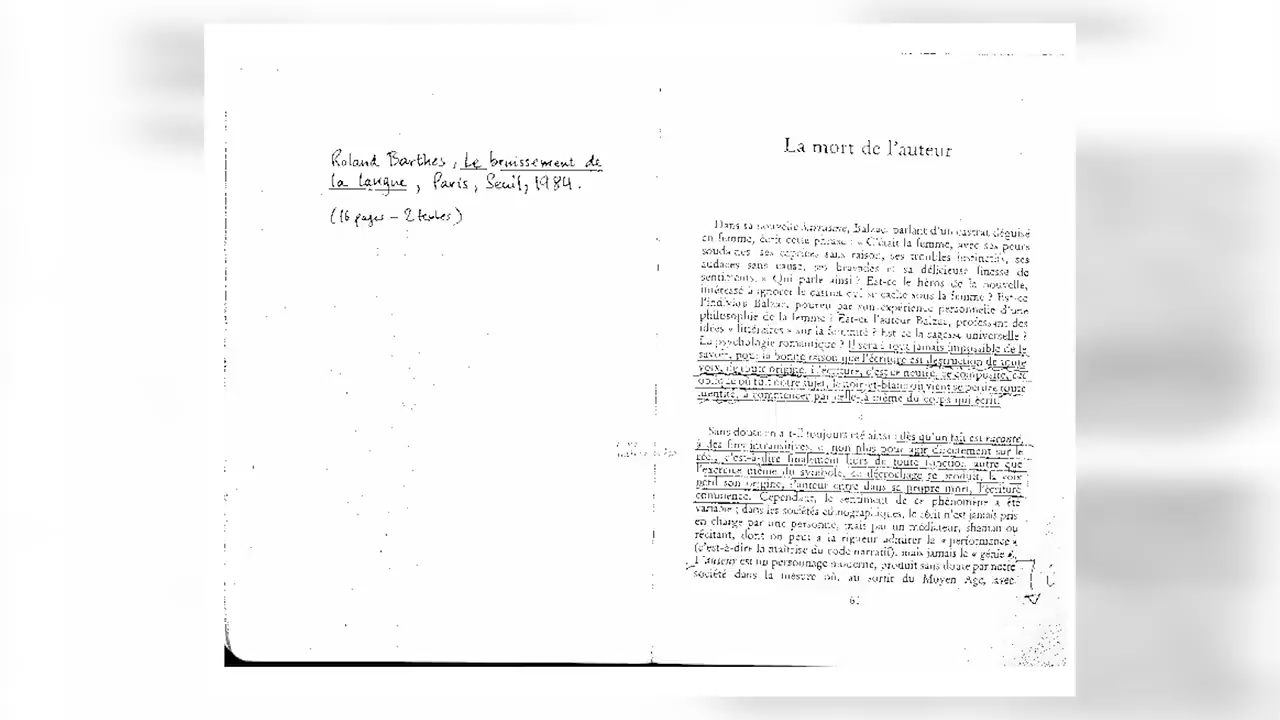 Roland Barthes, Le bruissement de
la langue, Paris, Seuil, 1984.
(16 pages – 2 textes)
La mort de l'auteur
Dans sa nouvelle Sarrasine, Balzac, parlant d'un castrat déguisé
en femme, écrit cette phrase : « C'était la femme, avec ses peurs
soudaines, ses caprices sans raison, ses troubles instinctifs, ses
audaces sans cause, ses bravades et sa délicieuse finesse de
sentiments. » Qui parle ainsi ? Est-ce le héros de la nouvelle,
intéressé à ignorer le castrat qui se cache sous la femme ? Est-ce
l'individu Balzac, pourvu par son expérience personnelle d'une
philosophie de la femme ? Est-ce l'auteur Balzac, professant des
idées « littéraires » sur la féminité ? Est-ce la sagesse universelle ?
La psychologie romantique ? Il sera à tout jamais impossible de le
savoir, pour la bonne raison que l'écriture est destruction de toute
voix, de toute origine. L'écriture, c'est ce neutre, ce composite, cet
oblique où fuit notre sujet, le noir-et-blanc où vient se perdre toute
identité, à commencer par celle-là même du corps qui écrit.
Sans doute en a-t-il toujours été ainsi : dès qu'un fait est raconté,
à des fins intransitives, et non plus pour agir directement sur le
réel, c'est-à-dire finalement hors de toute fonction autre que
l'exercice même du symbole, ce décrochage se produit, la voix
perd son origine, l'auteur entre dans sa propre mort, l'écriture
commence. Cependant, le sentiment de ce phénomène a été
variable ; dans les sociétés ethnographiques, le récit n'est jamais pris
en charge par une personne, mais par un médiateur, shaman ou
récitant, dont on peut à la rigueur admirer la « performance »
(c'est-à-dire la maîtrise du code narratif), mais jamais le « génie ».
L'auteur est un personnage moderne, produit sans doute par notre
société dans la mesure où, au sortir du Moyen Age, avec